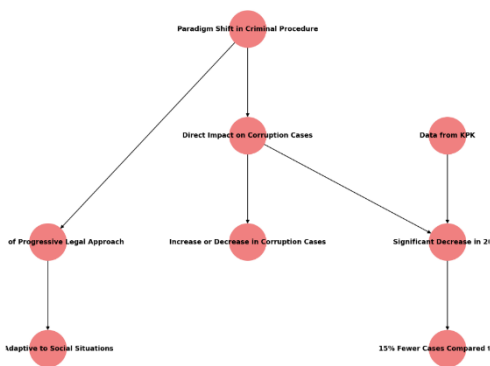 Paradigm Shift in Criminal Procedure
Direct Impact on Corruption Cases
Data from KPK
of Progressive Legal Approach
Increase or Decrease in Corruption Cases
Significant Decrease in 20
Adaptive to Social Situations
15% Fewer Cases Compared t